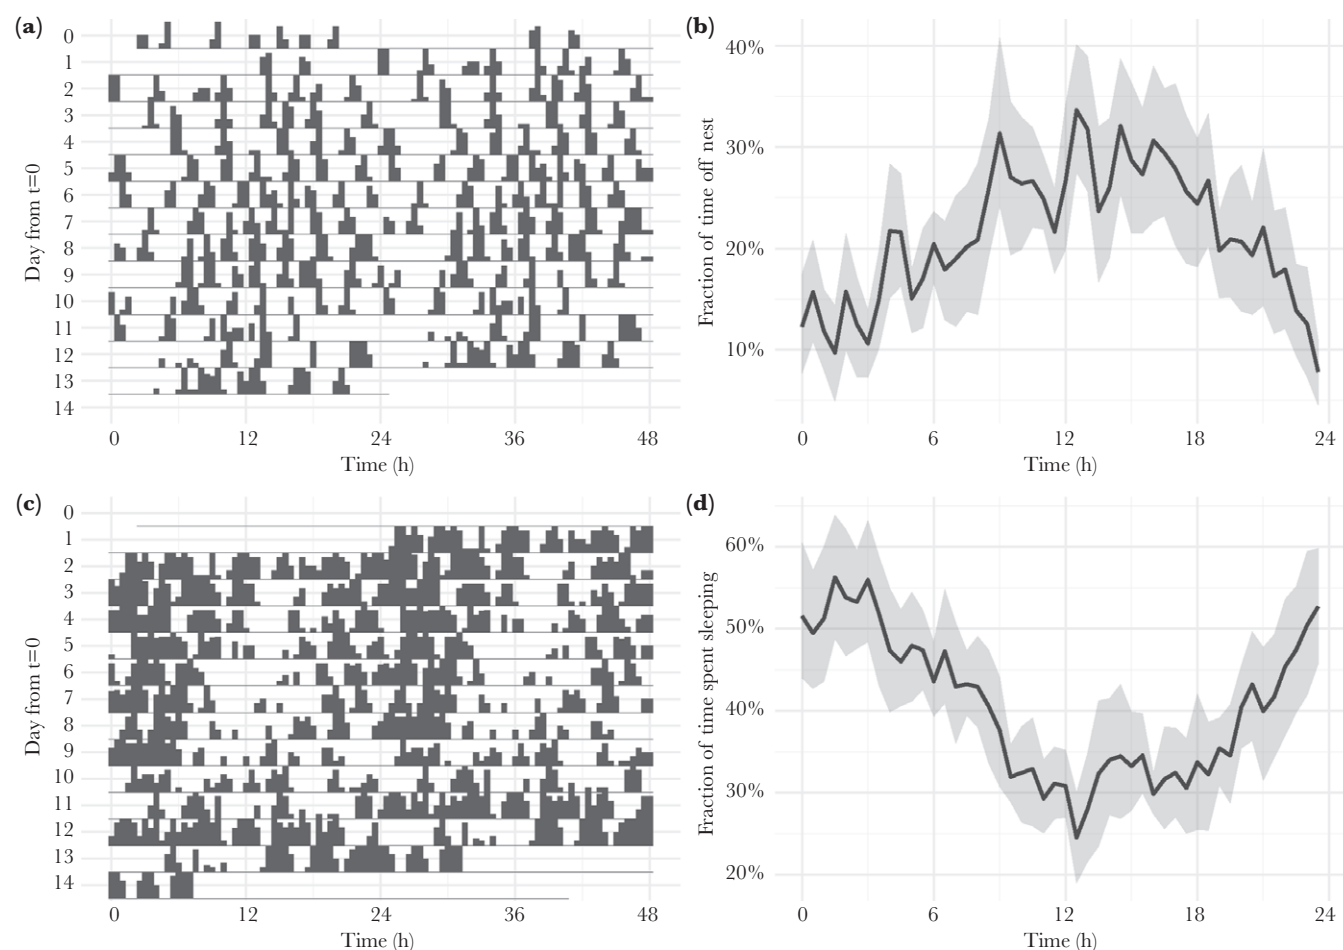 (a)
Day from t=0
0
1
2
3
4
5
6
7
8
9
10
11
12
13
14
0 12 24 36 48
Time (h)
(b)
Fraction of time off nest
40%
30%
20%
10%
0 6 12 18 24
Time (h)
(c)
Day from t=0
0
1
2
3
4
5
6
7
8
9
10
11
12
13
14
0 12 24 36 48
Time (h)
(d)
Fraction of time spent sleeping
60%
50%
40%
30%
20%
0 6 12 18 24
Time (h)